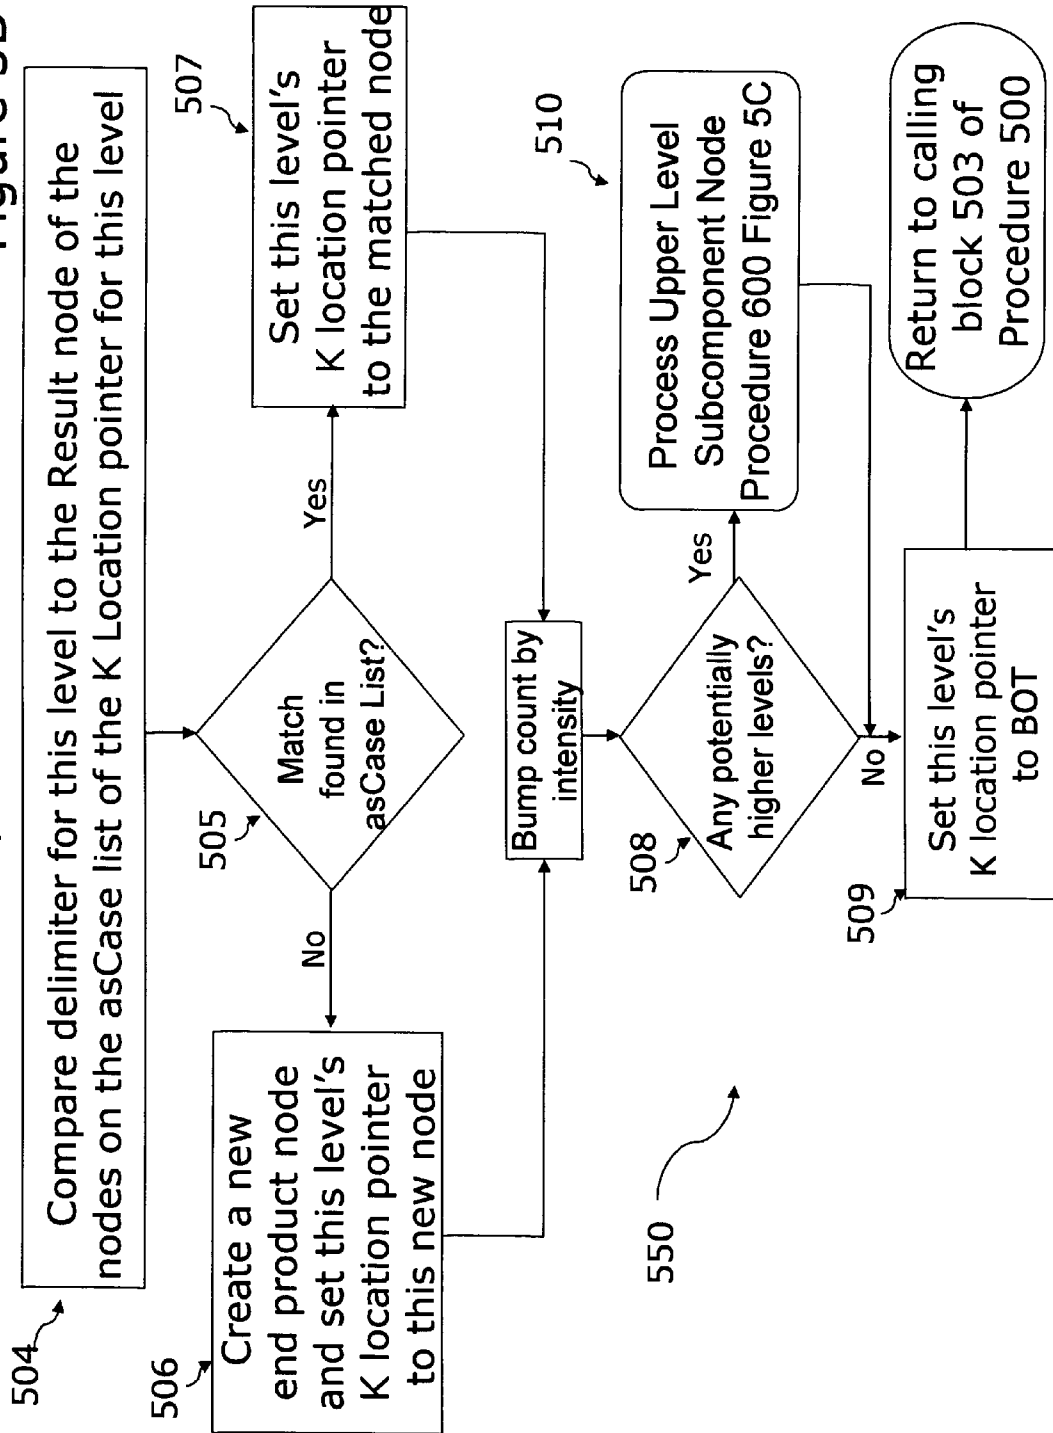 504
Compare delimiter for this level to the Result node of the
nodes on the asCase list of the K Location pointer for this level
505
Match
found in
asCase List?
No
Yes
506
Create a new
end product node
and set this level's
K location pointer
to this new node
507
Set this level's
K location pointer
to the matched node
Bump count by
intensity
508
Any potentially
higher levels?
Yes
No
510
Process Upper Level
Subcomponent Node
Procedure 600 Figure 5C
509
Set this level's
K location pointer
to BOT
Return to calling
block 503 of
Procedure 500
550